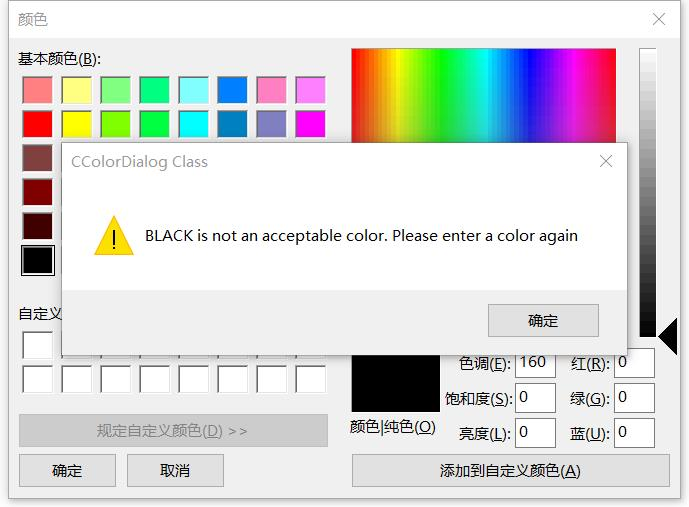 颜色
基本颜色(B):
CColorDialog Class
BLACK is not an acceptable color. Please enter a color again
确定
自定义
色调(E): 160 红(R): 0
饱和度(S): 0 绿(G): 0
颜色|纯色(O)
亮度(L): 0 蓝(U): 0
规定自定义颜色(D) >>
确定 取消 添加到自定义颜色(A)